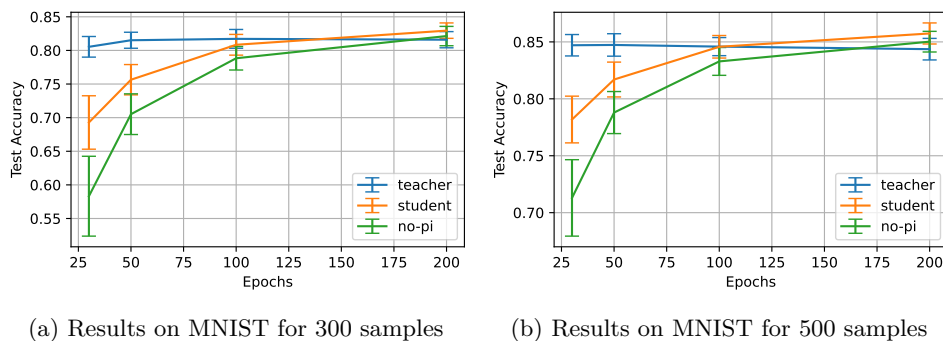 0.85
0.80
0.75
0.70
0.65
0.60
0.55
Test Accuracy
25 50 75 100 125 150 175 200
Epochs
teacher
student
no-pi
(a) Results on MNIST for 300 samples
0.85
0.80
0.75
0.70
Test Accuracy
25 50 75 100 125 150 175 200
Epochs
teacher
student
no-pi
(b) Results on MNIST for 500 samples